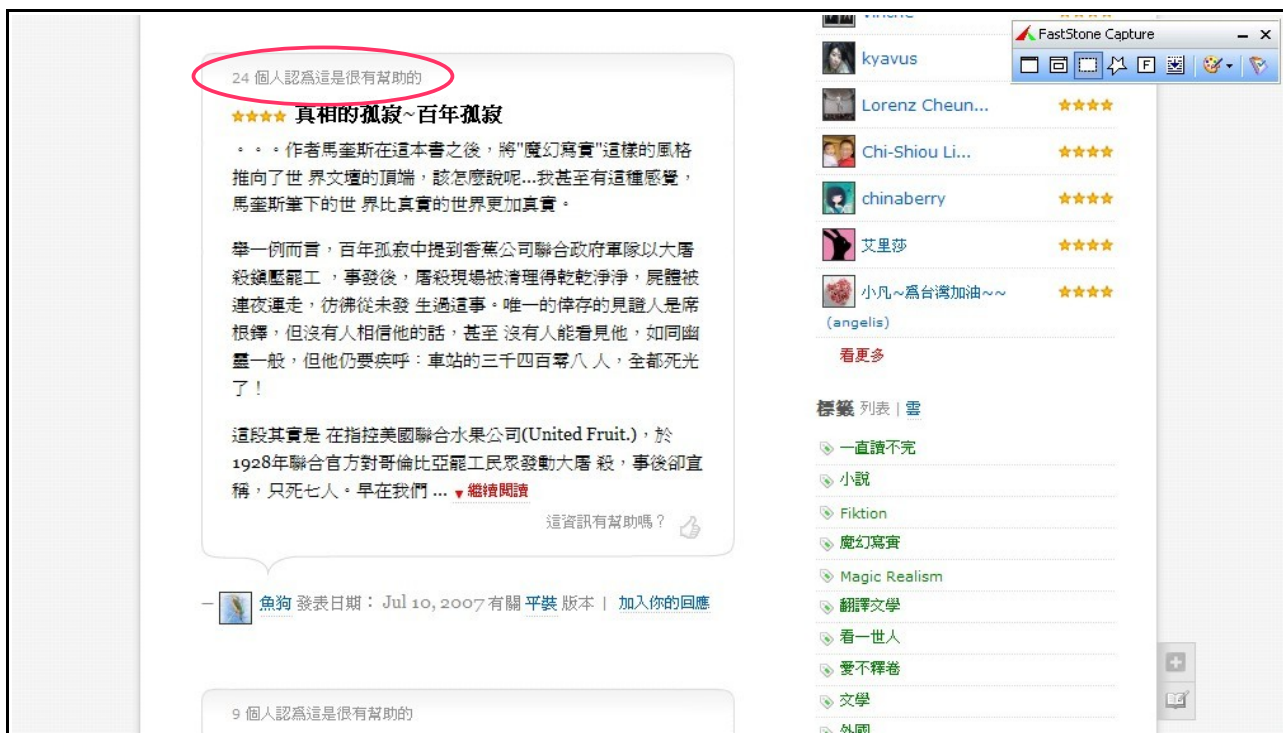 24 個人認為這是很有幫助的
真相的孤寂~百年孤寂
。。。作者馬奎斯在這本書之後，將"魔幻寫實"這樣的風格
推向了世 界文壇的頂端，該怎麼說呢...我甚至有這種感覺，
馬奎斯筆下的世 界比真實的世界更加真實。
舉一例而言，百年孤寂中提到香蕉公司聯合政府軍隊以大屠
殺鎮壓罷工 ，事發後，屠殺現場被清理得乾乾淨淨，屍體被
連夜運走，彷彿從未發 生過這事。唯一的倖存的見證人是席
根鐸，但沒有人相信他的話，甚至 沒有人能看見他，如同幽
靈一般，但他仍要疾呼：車站的三千四百零八 人，全都死光
了！
這段其實是 在指控美國聯合水果公司(United Fruit.)，於
1928年聯合官方對哥倫比亞罷工民眾發動大屠 殺，事後卻宣
稱，只死七人。早在我們 ... ▼繼續閱讀
這資訊有幫助嗎？
— 魚狗 發表日期： Jul 10, 2007 有關 平裝 版本 | 加入你的回應
9 個人認為這是很有幫助的
kyavus
Lorenz Cheun...
Chi-Shiou Li...
chinaberry
艾里莎
小凡~為台灣加油~~
(angelis)
看更多
標籤 列表 | 雲
一直讀不完
小說
Fiktion
魔幻寫實
Magic Realism
翻譯文學
看一世人
愛不釋卷
文學
外國
FastStone Capture